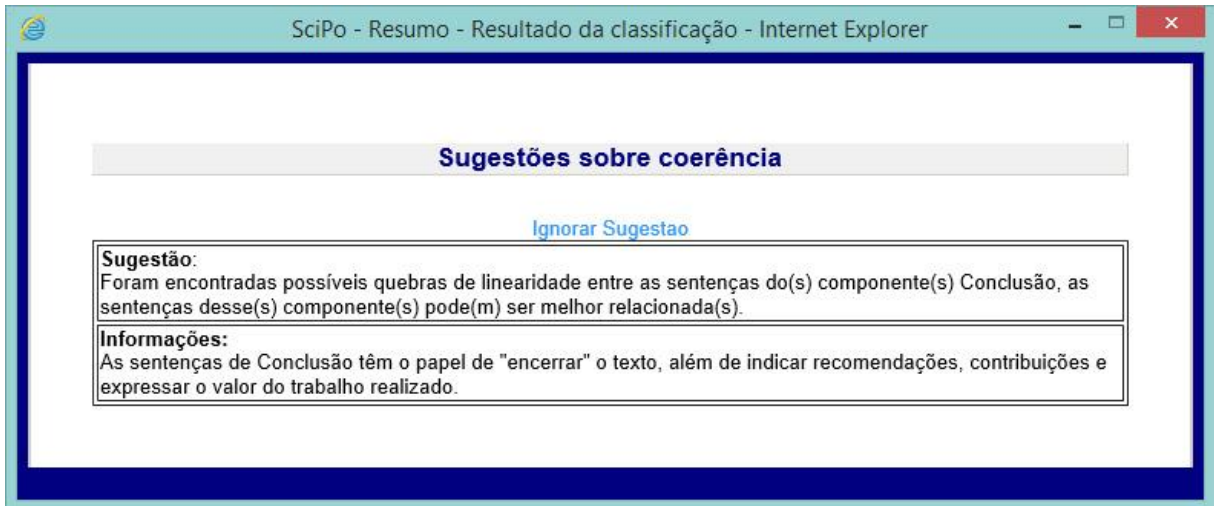 SciPo - Resumo - Resultado da classificação - Internet Explorer
Sugestões sobre coerência
Ignorar Sugestao
Sugestão:
Foram encontradas possíveis quebras de linearidade entre as sentenças do(s) componente(s) Conclusão, as
sentenças desse(s) componente(s) pode(m) ser melhor relacionada(s).
Informações:
As sentenças de Conclusão têm o papel de "encerrar" o texto, além de indicar recomendações, contribuições e
expressar o valor do trabalho realizado.